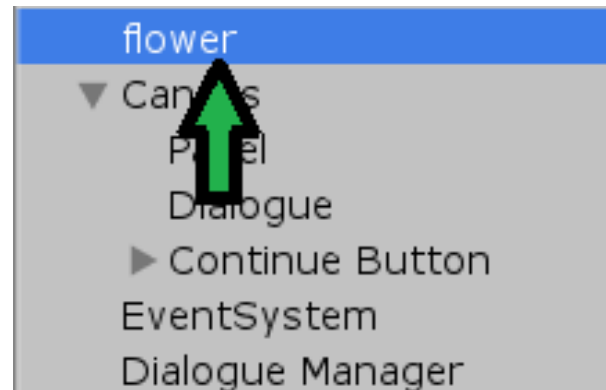 flower
Canvas
Panel
Dialogue
Continue Button
EventSystem
Dialogue Manager